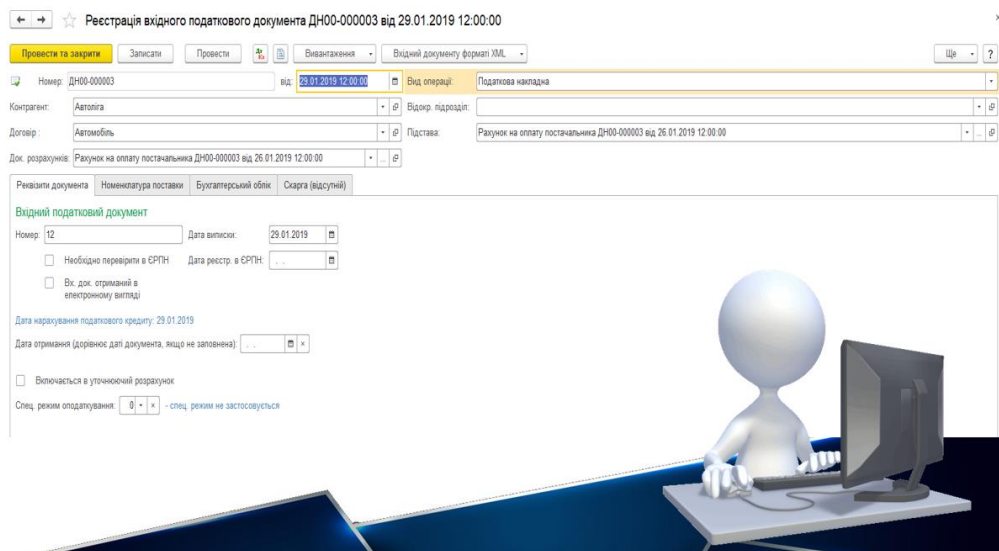 Реєстрація вхідного податкового документа ДН00-000003 від 29.01.2019 12:00:00
Провести та закрити Записати Провести Вивантаження Вхідний документу форматі XML Ще ?
Номер: ДН00-000003 від: 29.01.2019 12:00:00 Вид операції: Податкова накладна
Контрагент: Автоліга Відокр. підрозділ:
Договір : Автомобіль Підстава: Рахунок на оплату постачальника ДН00-000003 від 26.01.2019 12:00:00
Док. розрахунків: Рахунок на оплату постачальника ДН00-000003 від 26.01.2019 12:00:00
Реквізити документа Номенклатура поставки Бухгалтерський облік Скарга (відсутній)
Вхідний податковий документ
Номер: 12 Дата виписки: 29.01.2019
Необхідно перевірити в ЄРПН Дата реєстр. в ЄРПН: . .
Вх. док. отриманий в
електронному вигляді
Дата нарахування податкового кредиту: 29.01.2019
Дата отримання (дорівнює даті документа, якщо не заповнена): . .
Включається в уточнюючий розрахунок
Спец. режим оподаткування: 0 - спец. режим не застосовується